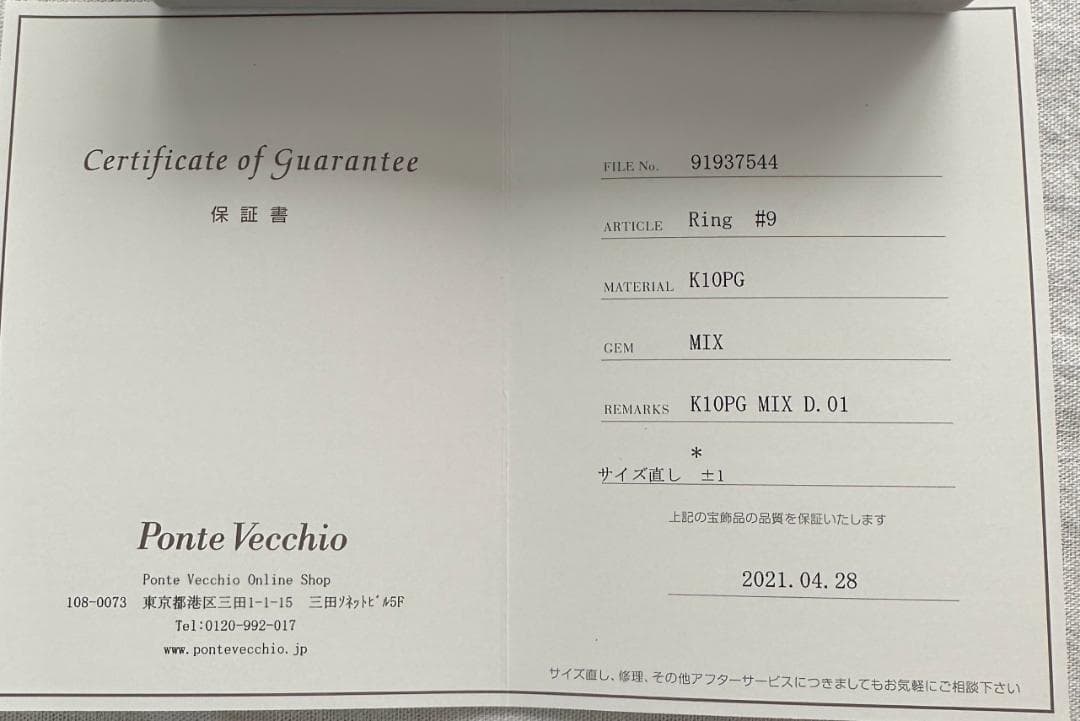 Certificate of Guarantee
保証書
Ponte Vecchio
Ponte Vecchio Online Shop
108-0073 東京都港区三田1-1-15 三田ｿﾈｯﾄﾋﾞﾙ5F
Tel:0120-992-017
www.pontevecchio.jp
FILE No. 91937544
ARTICLE Ring #9
MATERIAL K10PG
GEM MIX
REMARKS K10PG MIX D.01
*
サイズ直し ±1
上記の宝飾品の品質を保証いたします
2021.04.28
サイズ直し、修理、その他アフターサービスにつきましてもお気軽にご相談下さい